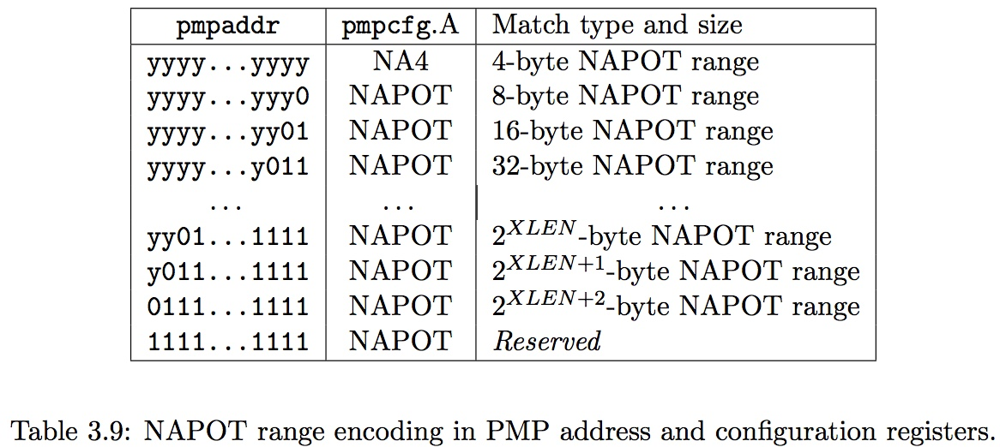 pmpaddr pmpcfg.A Match type and size
yyyy...yyyy NA4 4-byte NAPOT range
yyyy...yyy0 NAPOT 8-byte NAPOT range
yyyy...yy01 NAPOT 16-byte NAPOT range
yyyy...y011 NAPOT 32-byte NAPOT range
... ... ...
yy01...1111 NAPOT 2^{XLEN}-byte NAPOT range
y011...1111 NAPOT 2^{XLEN+1}-byte NAPOT range
0111...1111 NAPOT 2^{XLEN+2}-byte NAPOT range
1111...1111 NAPOT Reserved
Table 3.9: NAPOT range encoding in PMP address and configuration registers.